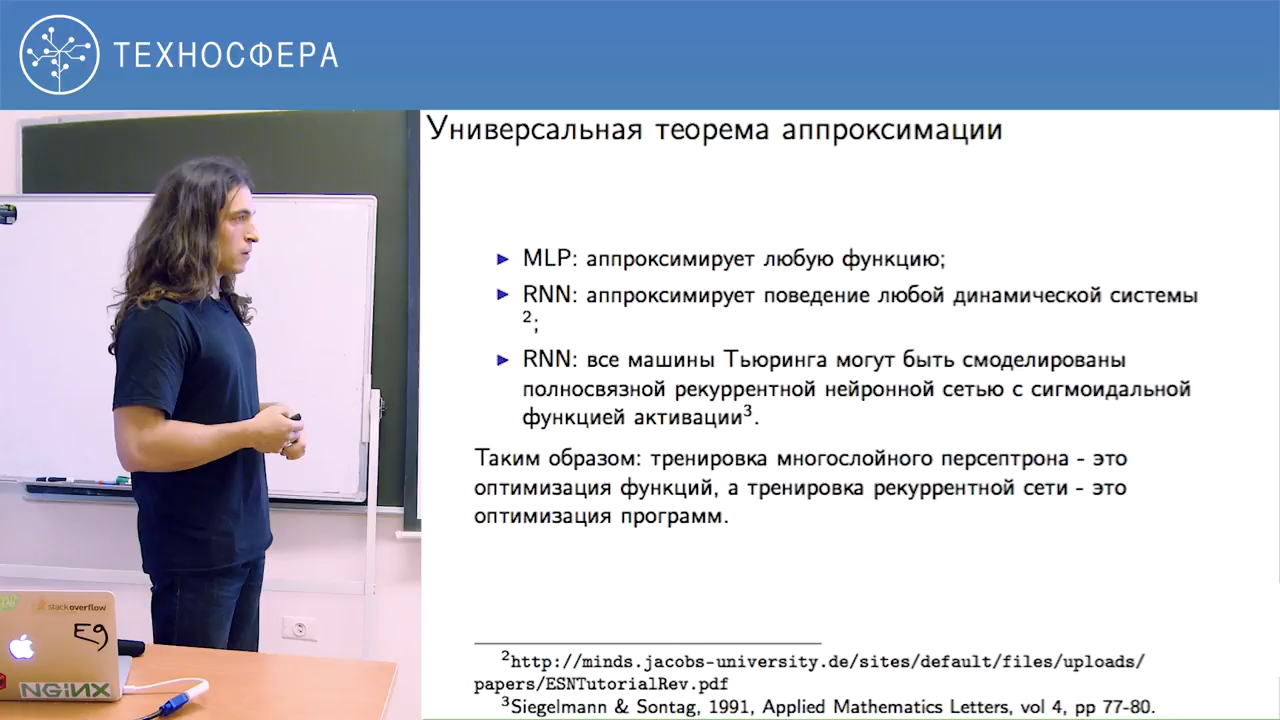 ТЕХНОСФЕРА
Универсальная теорема аппроксимации
► MLP: аппроксимирует любую функцию;
► RNN: аппроксимирует поведение любой динамической системы
2;
► RNN: все машины Тьюринга могут быть смоделированы
полносвязной рекуррентной нейронной сетью с сигмоидальной
функцией активации3.
Таким образом: тренировка многослойного персептрона - это
оптимизация функций, а тренировка рекуррентной сети - это
оптимизация программ.
2http://minds.jacobs-university.de/sites/default/files/uploads/
papers/ESNTutorialRev.pdf
3Siegelmann & Sontag, 1991, Applied Mathematics Letters, vol 4, pp 77-80.
stackoverflow
E9
NGINX